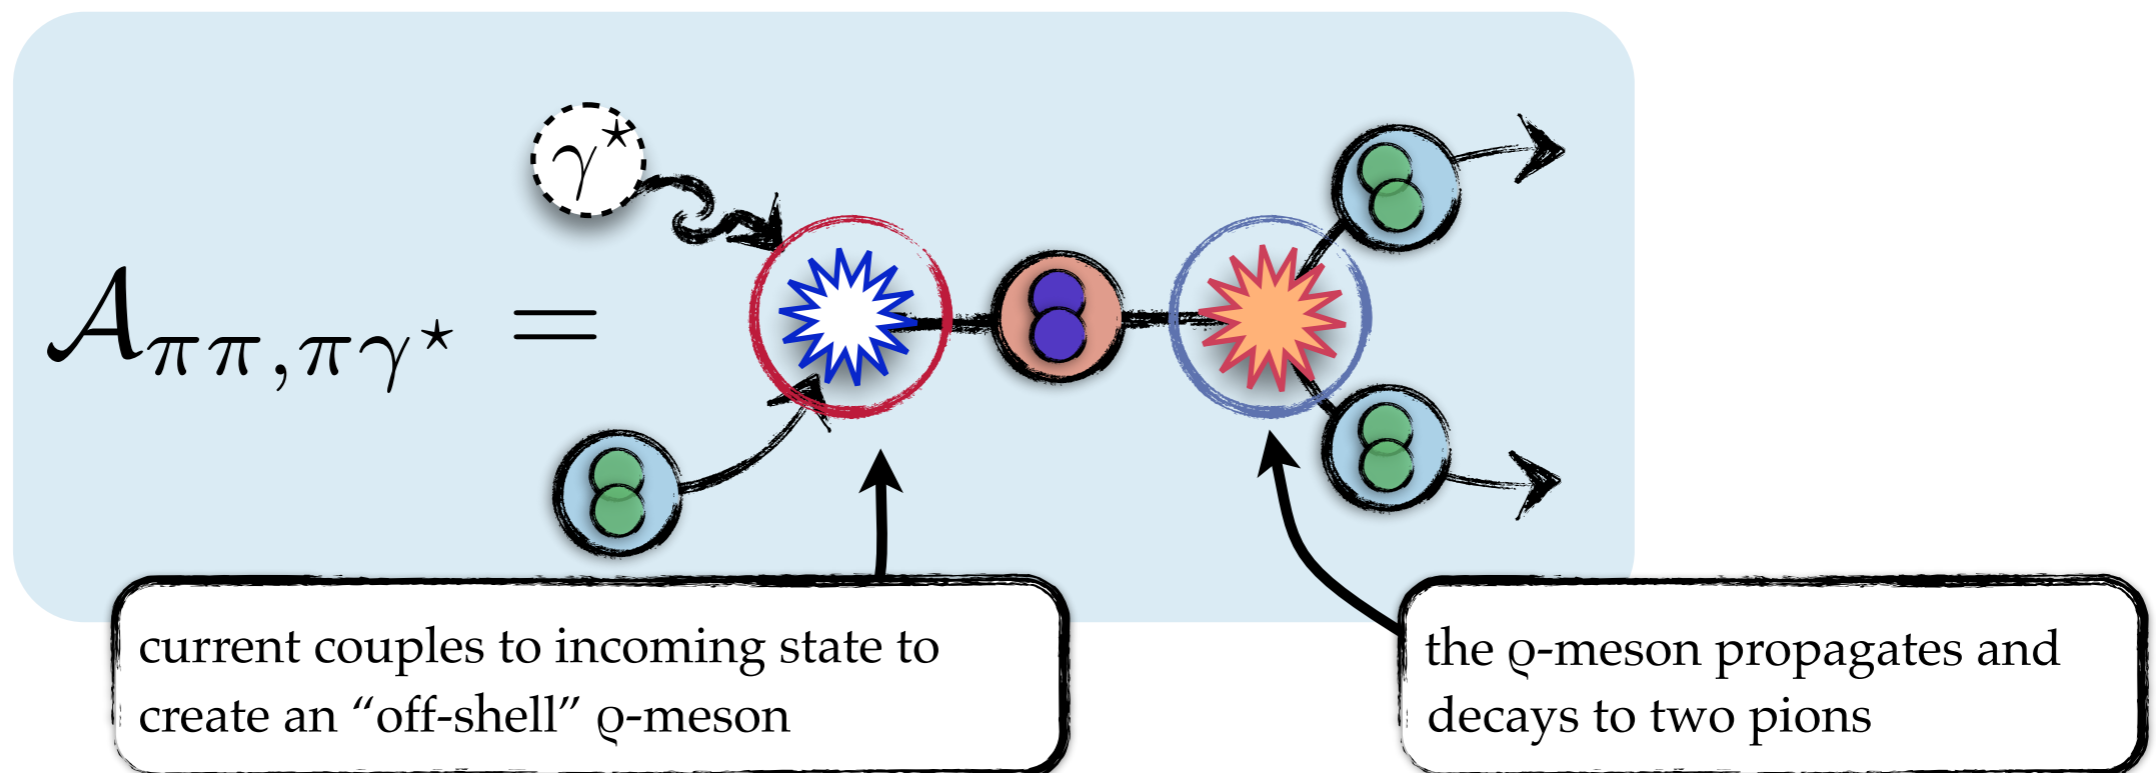 γ*
𝒜ππ,πγ* =
current couples to incoming state to
create an “off-shell” ϱ-meson
the ϱ-meson propagates and
decays to two pions